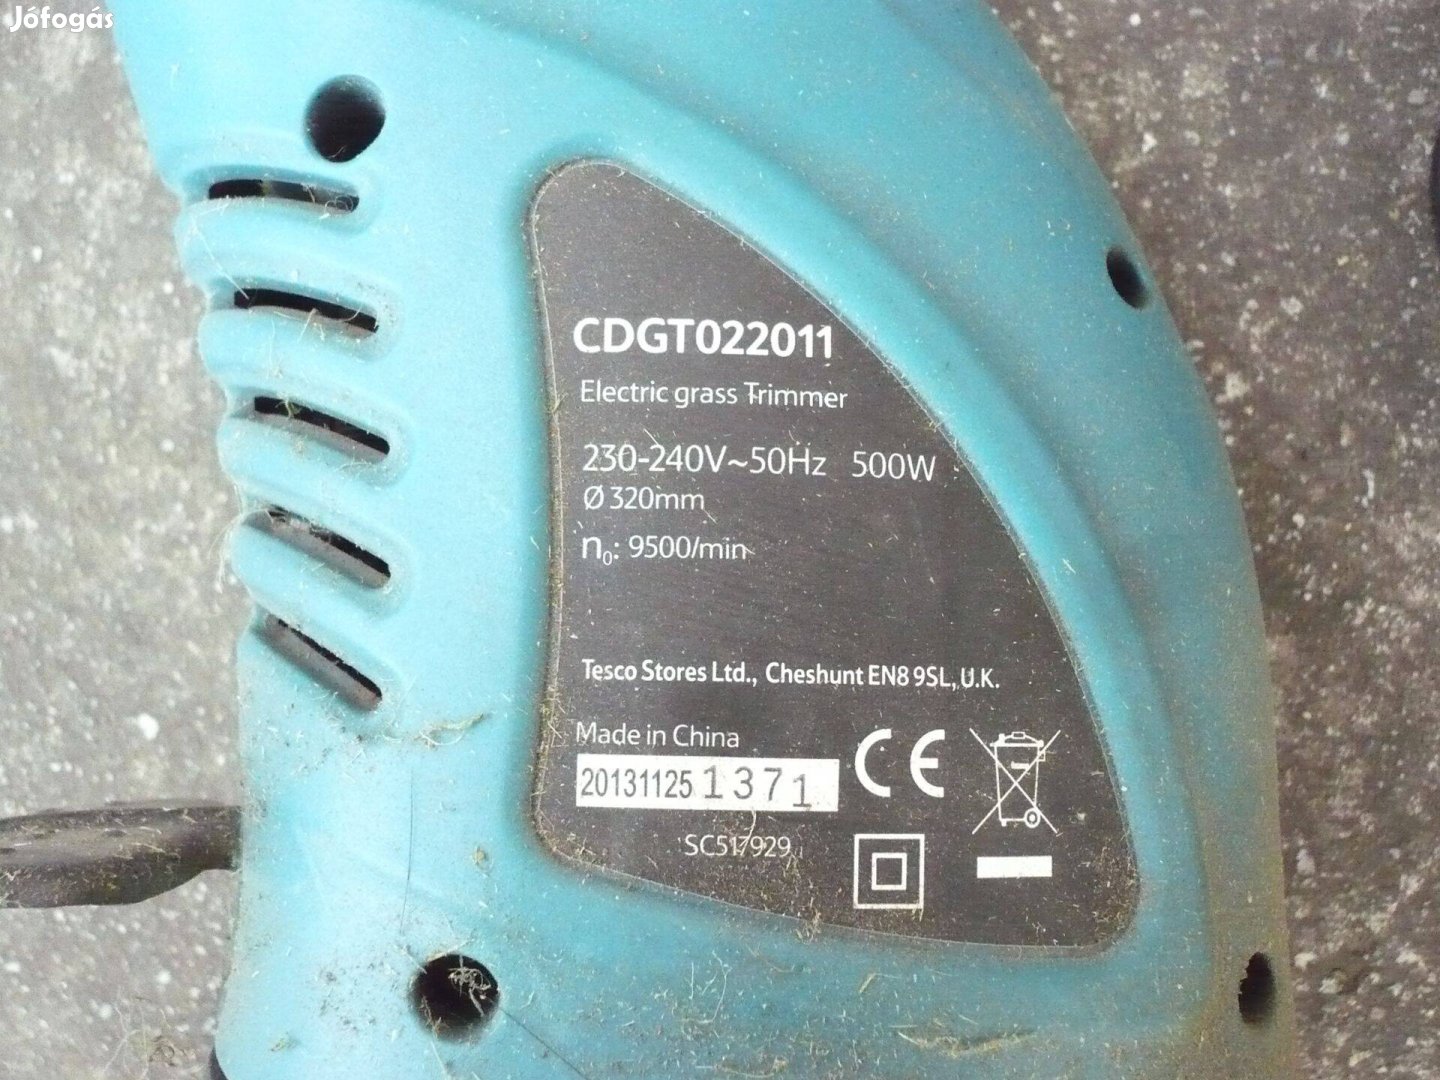 Jófogás
CDGT022011
Electric grass Trimmer
230-240V~50Hz 500W
Ø 320mm
n₀: 9500/min
Tesco Stores Ltd., Cheshunt EN8 9SL, U.K.
Made in China
20131125 1371
SC517929
CE